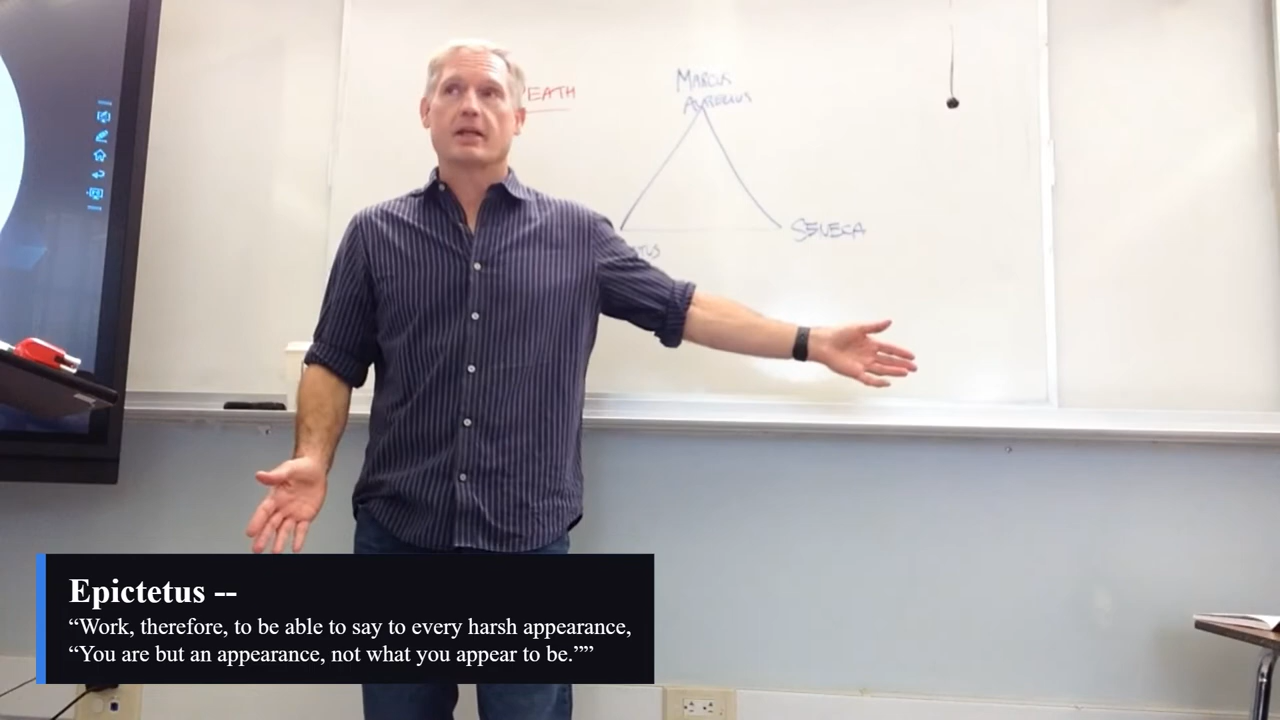 EATH
MARCUS
AURELIUS
SENECA
TUS
Epictetus --
“Work, therefore, to be able to say to every harsh appearance,
“You are but an appearance, not what you appear to be.””